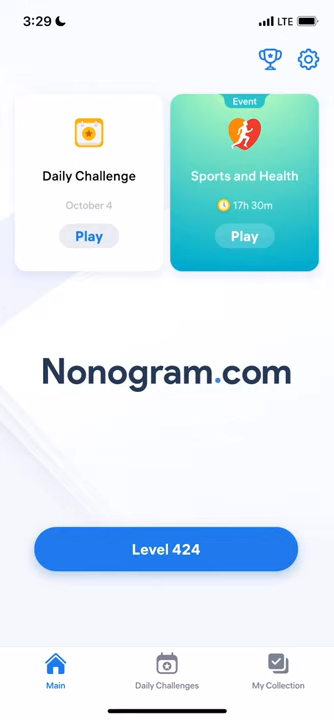 3:29
LTE
Event
Daily Challenge
October 4
Play
Sports and Health
17h 30m
Play
Nonogram.com
Level 424
Main
Daily Challenges
My Collection